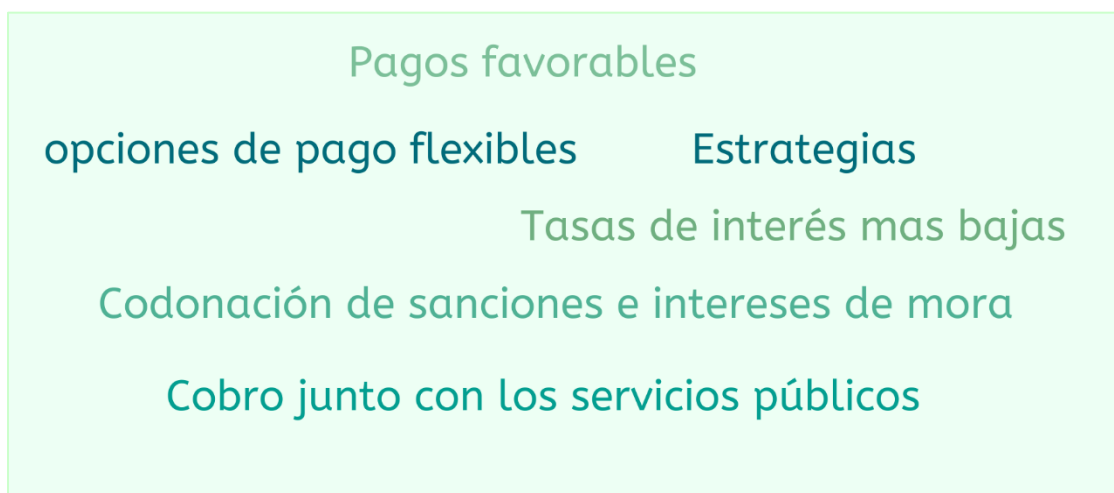 Pagos favorables
opciones de pago flexibles Estrategias
Tasas de interés mas bajas
Codonación de sanciones e intereses de mora
Cobro junto con los servicios públicos